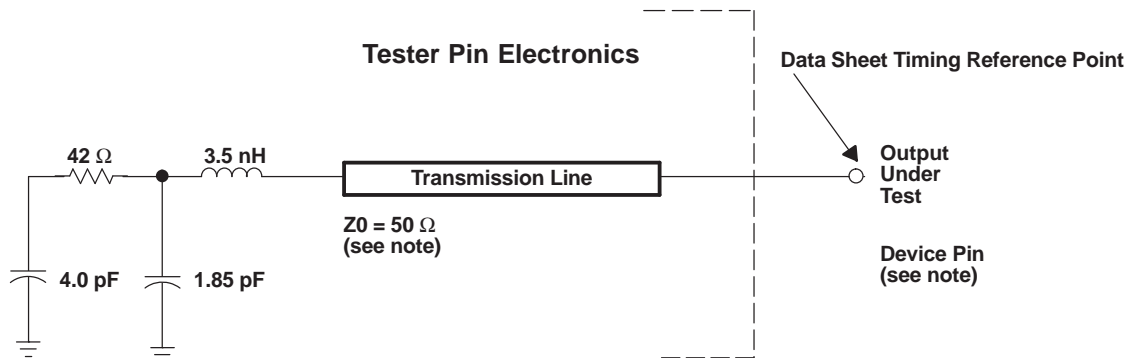 Tester Pin Electronics
Data Sheet Timing Reference Point
42 Ω
3.5 nH
Transmission Line
Output
Under
Test
Z0 = 50 Ω
(see note)
Device Pin
(see note)
4.0 pF
1.85 pF